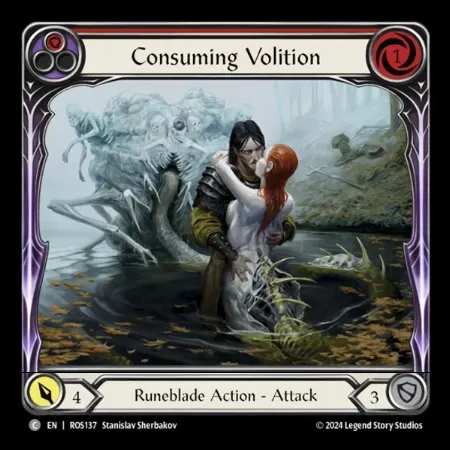 Consuming Volition
1
4
Runeblade Action - Attack
3
C EN | ROS137 Stanislav Sherbakov
© 2024 Legend Story Studios